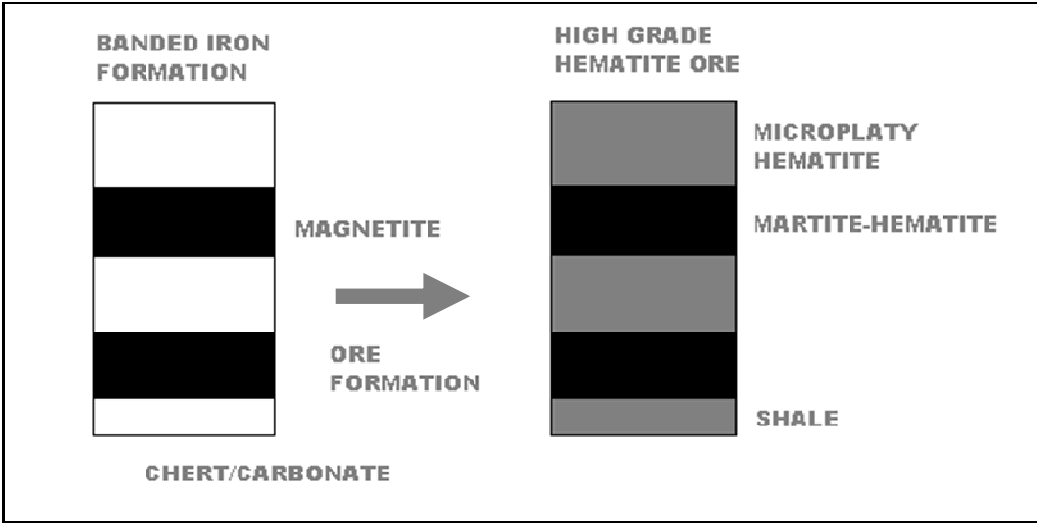 BANDED IRON
FORMATION
MAGNETITE
ORE
FORMATION
CHERT/CARBONATE
HIGH GRADE
HEMATITE ORE
MICROPLATY
HEMATITE
MARTITE-HEMATITE
SHALE